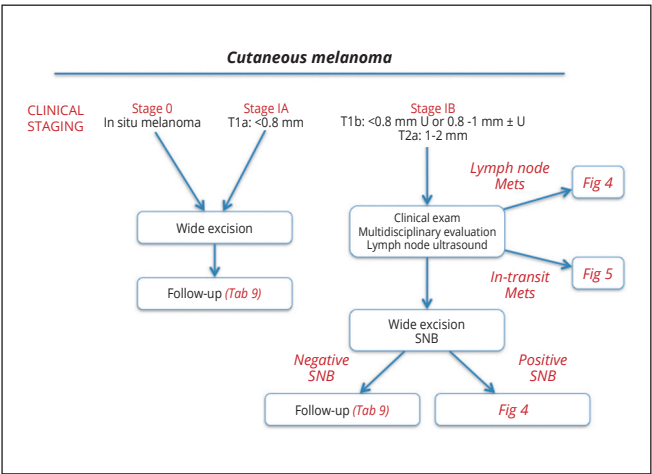 Cutaneous melanoma
CLINICAL
STAGING
Stage 0
In situ melanoma
Stage IA
T1a: <0.8 mm
Stage IB
T1b: <0.8 mm U or 0.8 -1 mm ± U
T2a: 1-2 mm
Lymph node
Mets
Fig 4
Wide excision
Clinical exam
Multidisciplinary evaluation
Lymph node ultrasound
In-transit
Mets
Fig 5
Follow-up (Tab 9)
Wide excision
SNB
Negative
SNB
Positive
SNB
Follow-up (Tab 9)
Fig 4